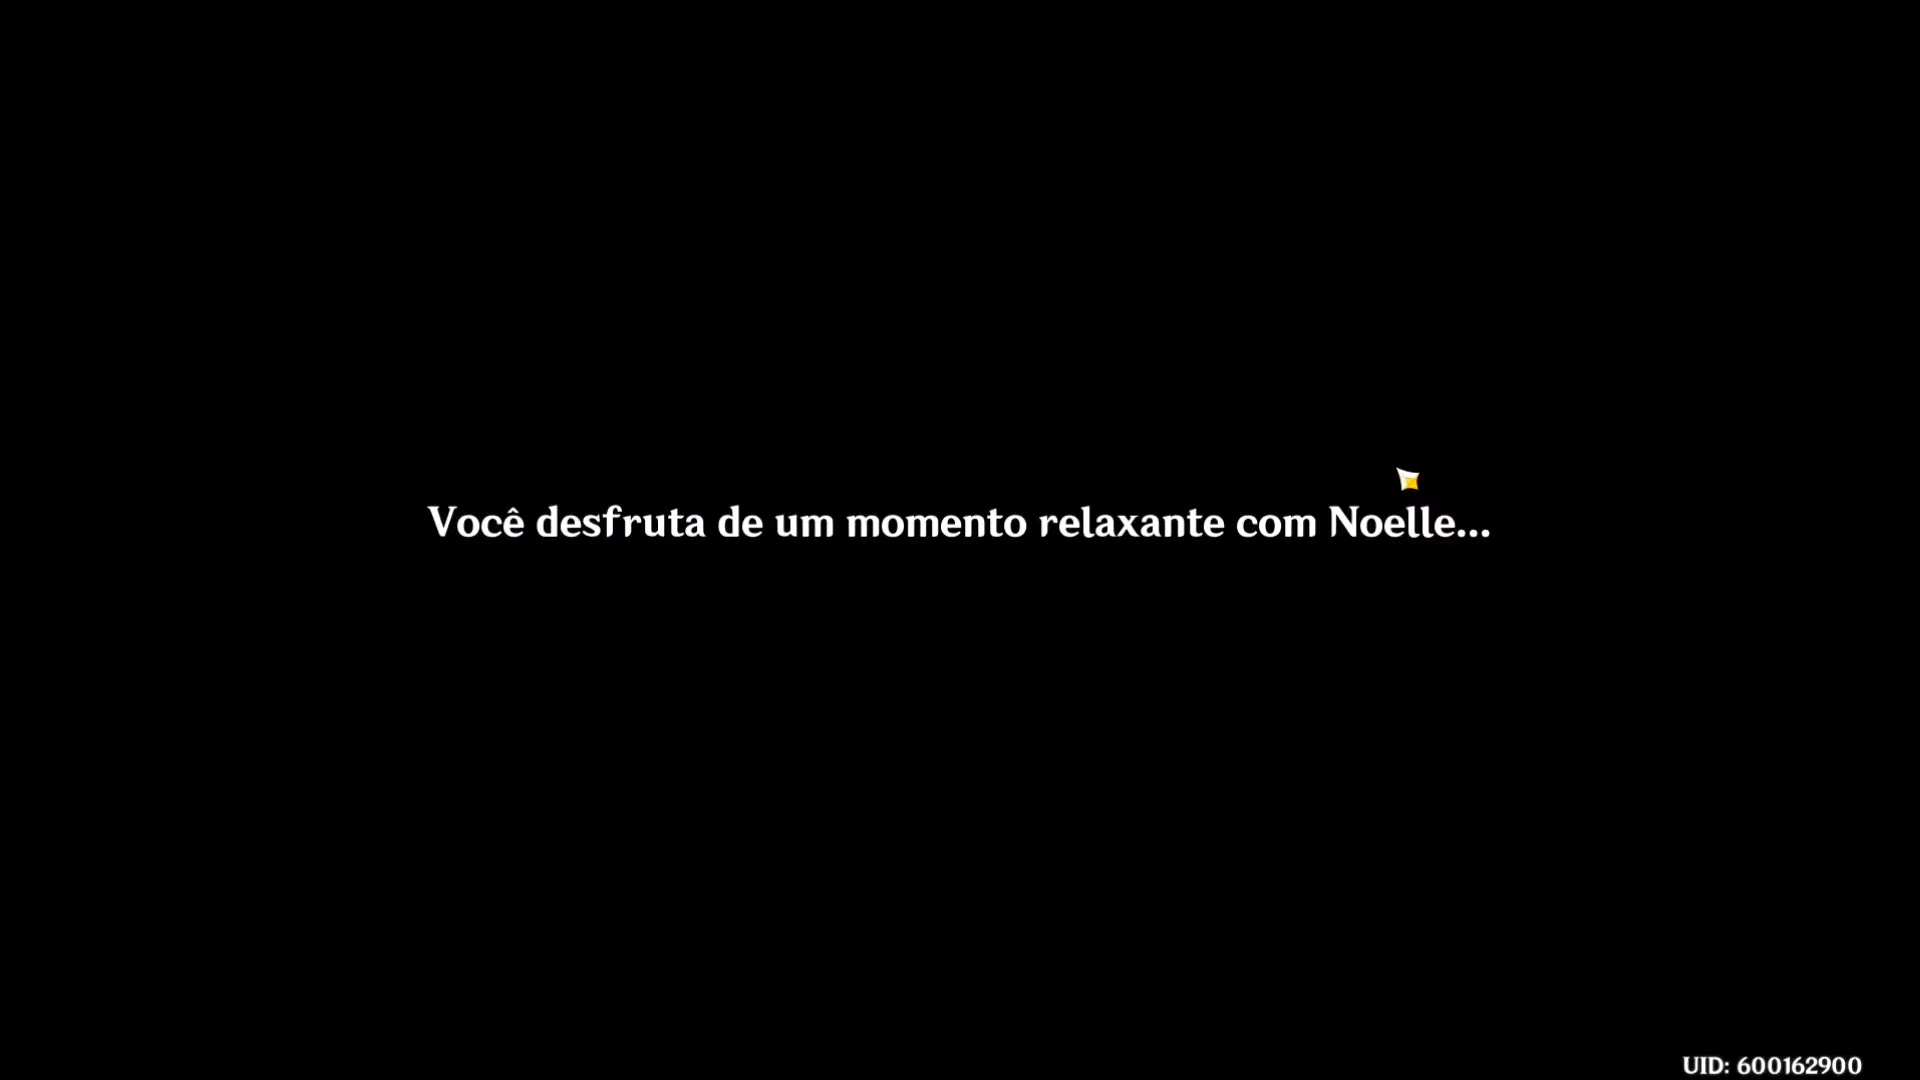 Você desfruta de um momento relaxante com Noelle...
UID: 600162900